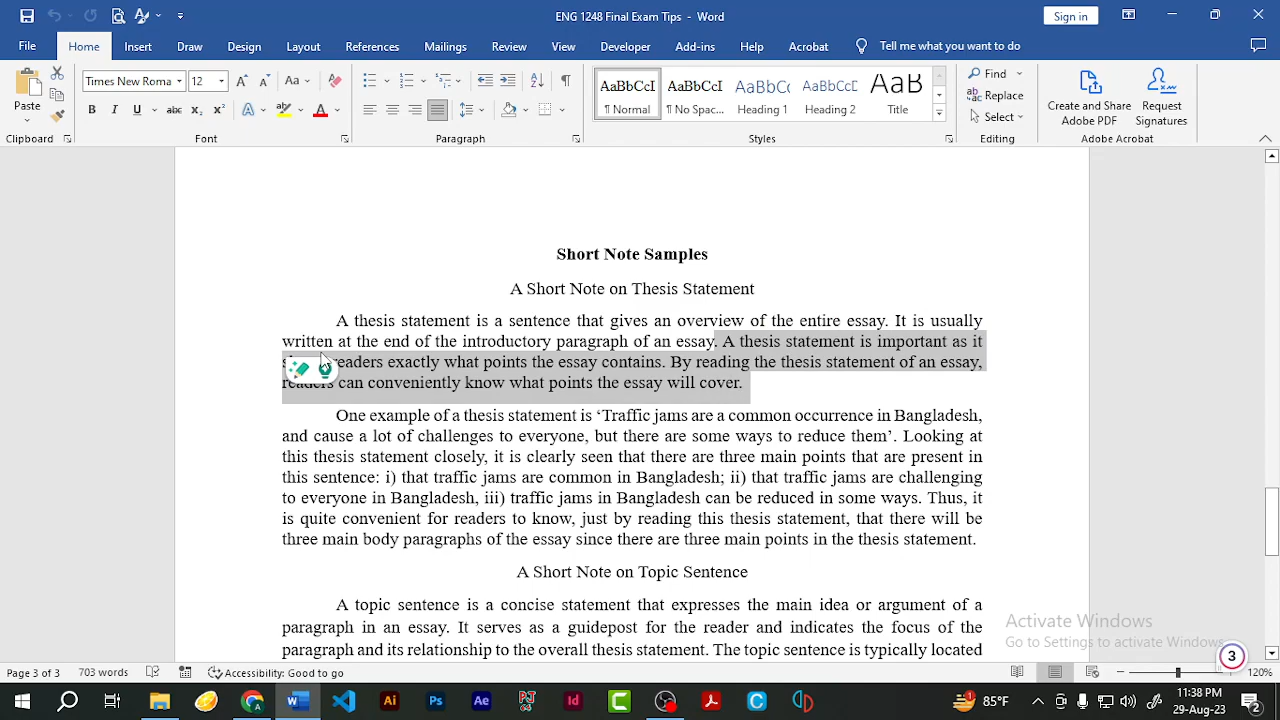 ENG 1248 Final Exam Tips - Word
Sign in
File Home Insert Draw Design Layout References Mailings Review View Developer Add-ins Help Acrobat Tell me what you want to do
Paste
Times New Roma 12 Aa
B I U abc x₂ x² A A
AaBbCcI AaBbCcI AaBbCc AaBbCcD AaB
¶ Normal ¶ No Spac... Heading 1 Heading 2 Title
Find
Replace
Select
Create and Share Adobe PDF
Request Signatures
Clipboard Font Paragraph Styles Editing Adobe Acrobat
Short Note Samples
A Short Note on Thesis Statement
A thesis statement is a sentence that gives an overview of the entire essay. It is usually
written at the end of the introductory paragraph of an essay. A thesis statement is important as it
readers exactly what points the essay contains. By reading the thesis statement of an essay,
readers can conveniently know what points the essay will cover.
One example of a thesis statement is ‘Traffic jams are a common occurrence in Bangladesh,
and cause a lot of challenges to everyone, but there are some ways to reduce them’. Looking at
this thesis statement closely, it is clearly seen that there are three main points that are present in
this sentence: i) that traffic jams are common in Bangladesh; ii) that traffic jams are challenging
to everyone in Bangladesh, iii) traffic jams in Bangladesh can be reduced in some ways. Thus, it
is quite convenient for readers to know, just by reading this thesis statement, that there will be
three main body paragraphs of the essay since there are three main points in the thesis statement.
A Short Note on Topic Sentence
A topic sentence is a concise statement that expresses the main idea or argument of a
paragraph in an essay. It serves as a guidepost for the reader and indicates the focus of the
paragraph and its relationship to the overall thesis statement. The topic sentence is typically located
Activate Windows
Go to Settings to activate Windows.
3
Page 3 of 3 703 words Accessibility: Good to go 120%
Ai Ps Ae Id C
1 85°F
11:38 PM
29-Aug-23
2